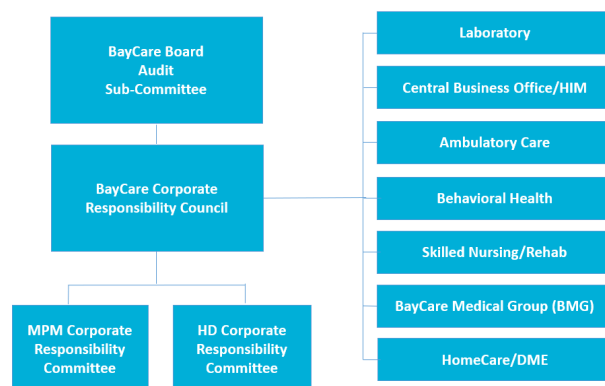 BayCare Board
Audit
Sub-Committee
BayCare Corporate
Responsibility Council
MPM Corporate
Responsibility
Committee
HD Corporate
Responsibility
Committee
Laboratory
Central Business Office/HIM
Ambulatory Care
Behavioral Health
Skilled Nursing/Rehab
BayCare Medical Group (BMG)
HomeCare/DME